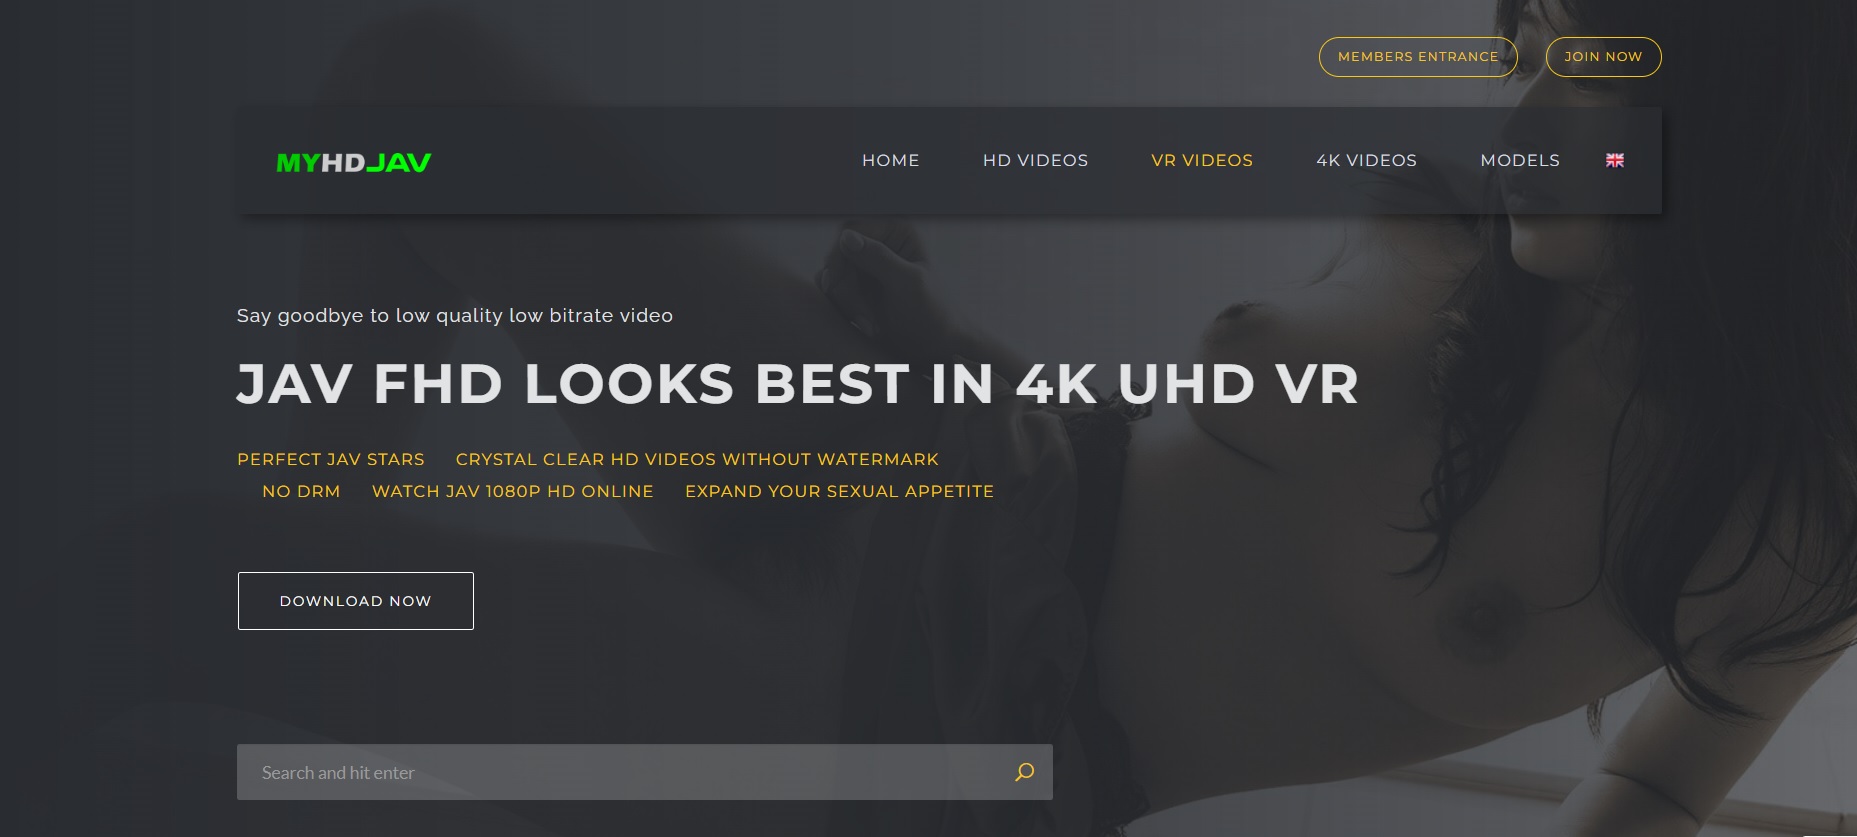 MEMBERS ENTRANCE JOIN NOW
MYHDJAV HOME HD VIDEOS VR VIDEOS 4K VIDEOS MODELS
Say goodbye to low quality low bitrate video
JAV FHD LOOKS BEST IN 4K UHD VR
PERFECT JAV STARS CRYSTAL CLEAR HD VIDEOS WITHOUT WATERMARK
NO DRM WATCH JAV 1080P HD ONLINE EXPAND YOUR SEXUAL APPETITE
DOWNLOAD NOW
Search and hit enter